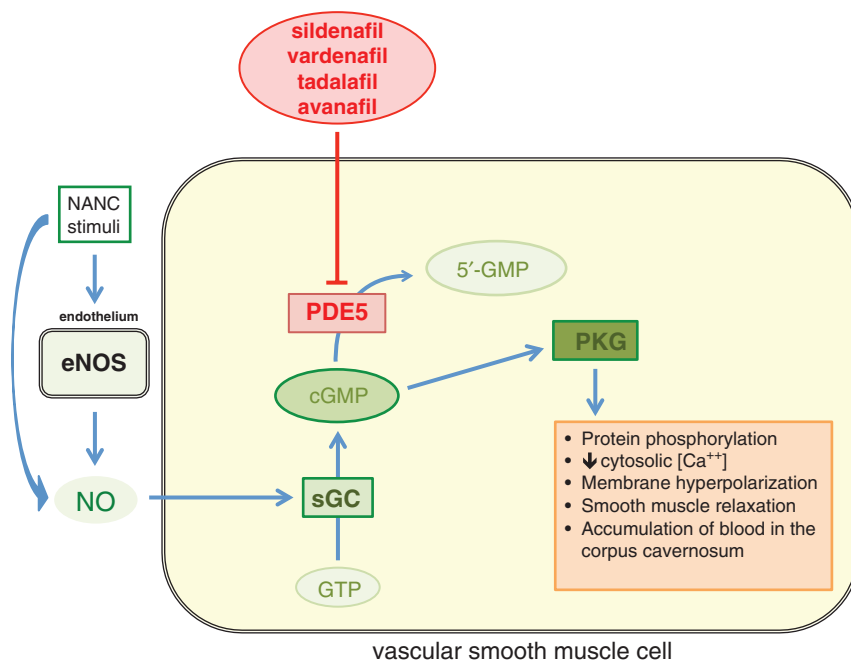 sildenafil
vardenafil
tadalafil
avanafil
NANC
stimuli
endothelium
eNOS
NO
PDE5
5′-GMP
cGMP
PKG
sGC
GTP
• Protein phosphorylation
• ↓ cytosolic [Ca⁺⁺]
• Membrane hyperpolarization
• Smooth muscle relaxation
• Accumulation of blood in the
corpus cavernosum
vascular smooth muscle cell